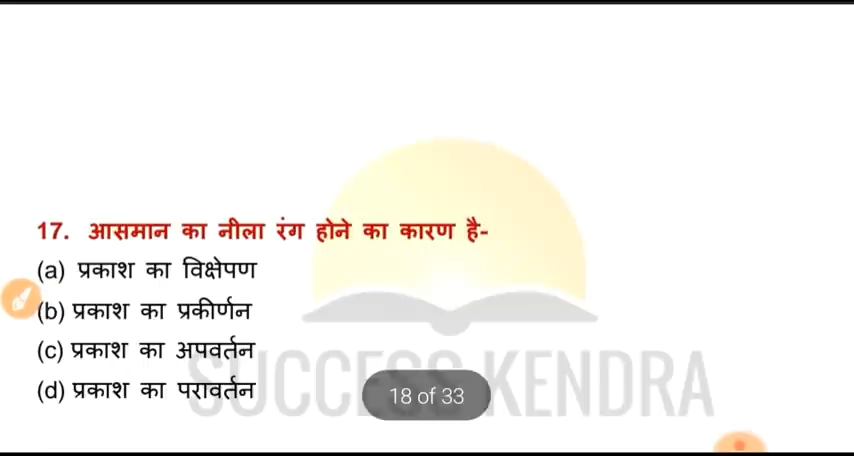 17. आसमान का नीला रंग होने का कारण है-
(a) प्रकाश का विक्षेपण
(b) प्रकाश का प्रकीर्णन
(c) प्रकाश का अपवर्तन
(d) प्रकाश का परावर्तन
SUCCESS KENDRA
18 of 33